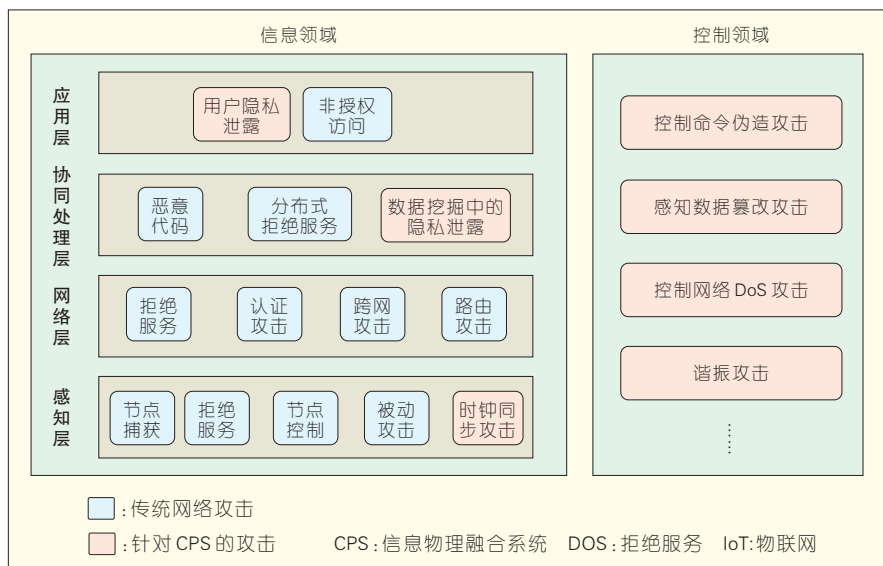 信息领域
控制领域
应用层
用户隐私
泄露
非授权
访问
协同处理层
恶意
代码
分布式
拒绝服务
数据挖掘中的
隐私泄露
网络层
拒绝
服务
认证
攻击
跨网
攻击
路由
攻击
感知层
节点
捕获
拒绝
服务
节点
控制
被动
攻击
时钟同
步攻击
控制命令伪造攻击
感知数据篡改攻击
控制网络 DoS 攻击
谐振攻击
……
:传统网络攻击
:针对 CPS 的攻击 CPS:信息物理融合系统 DOS:拒绝服务 IoT:物联网